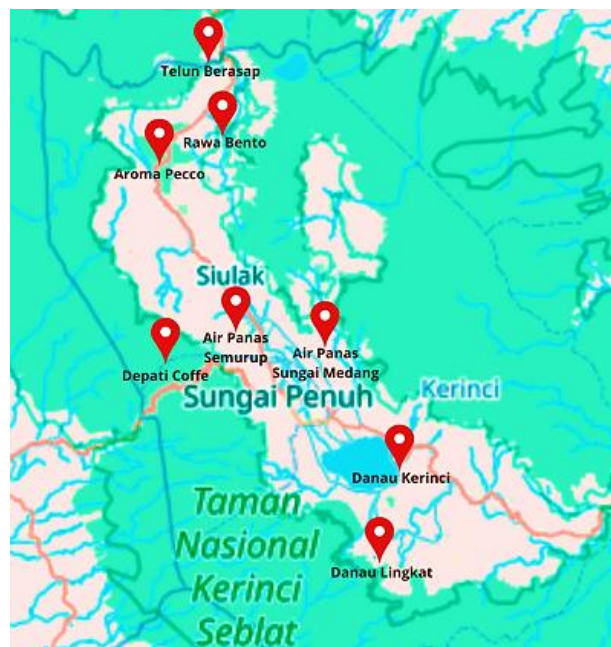 Telun Berasap
Rawa Bento
Aroma Pecco
Siulak
Air Panas
Semurup
Air Panas
Sungai Medang
Depati Coffe
Sungai Penuh
Kerinci
Danau Kerinci
Taman
Nasional
Kerinci
Seblat
Danau Lingkat